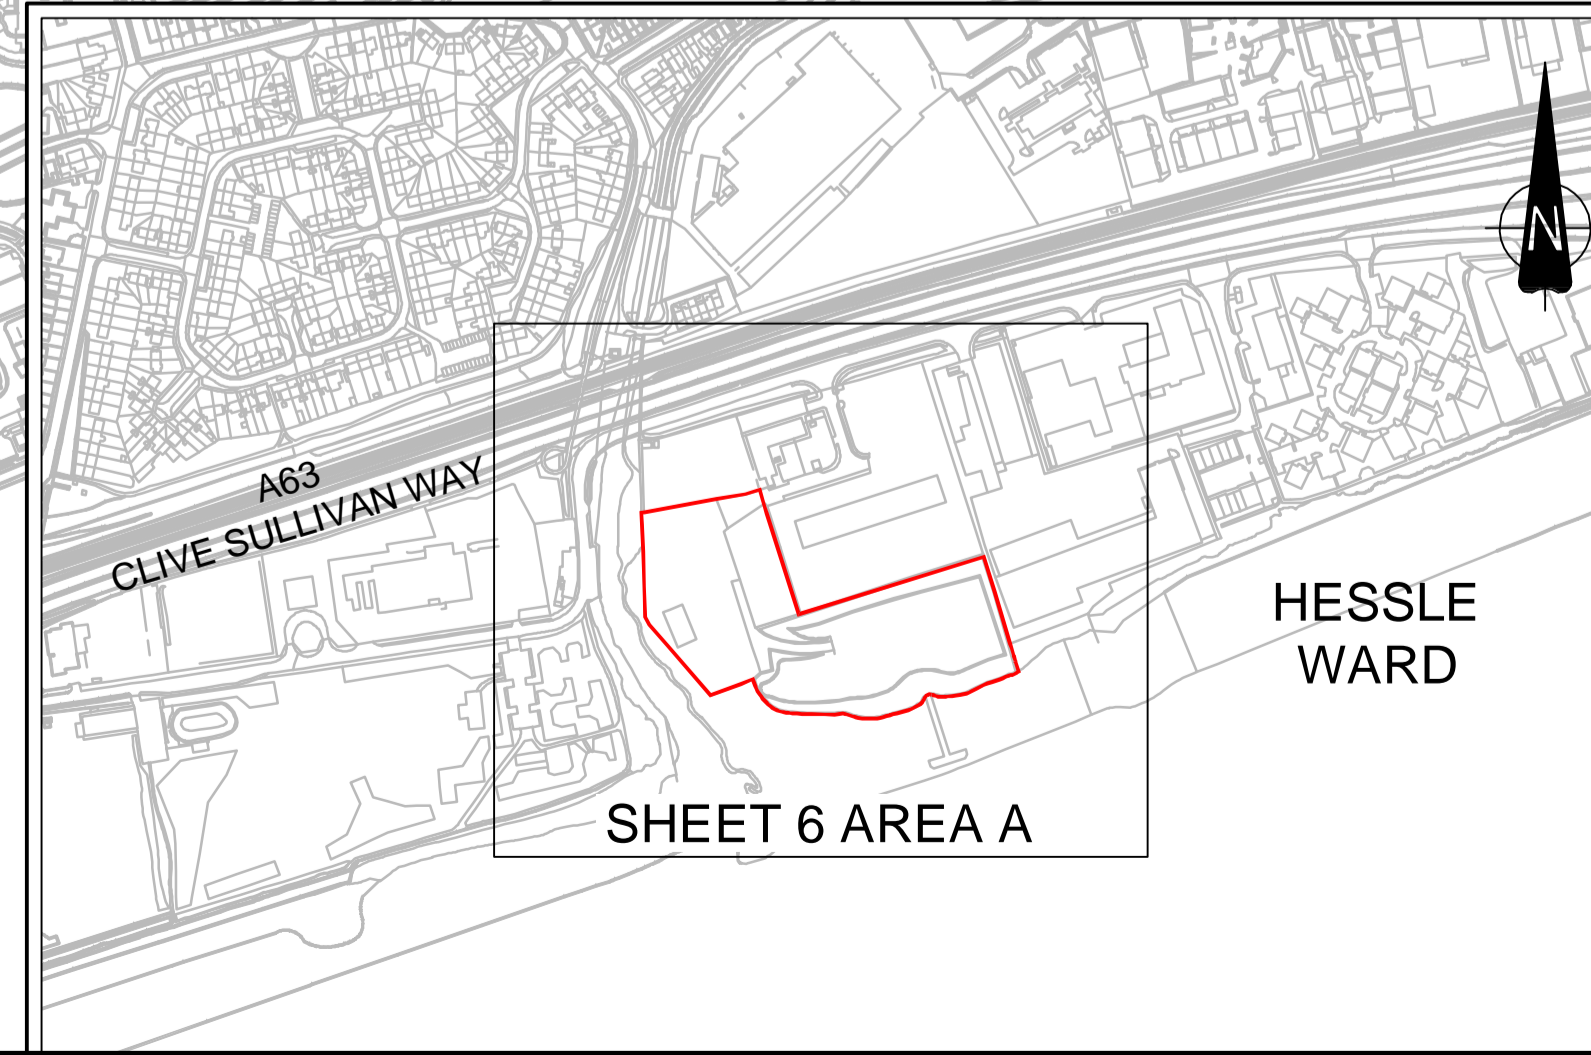 N
A63
CLIVE SULLIVAN WAY
HESSLE
WARD
SHEET 6 AREA A